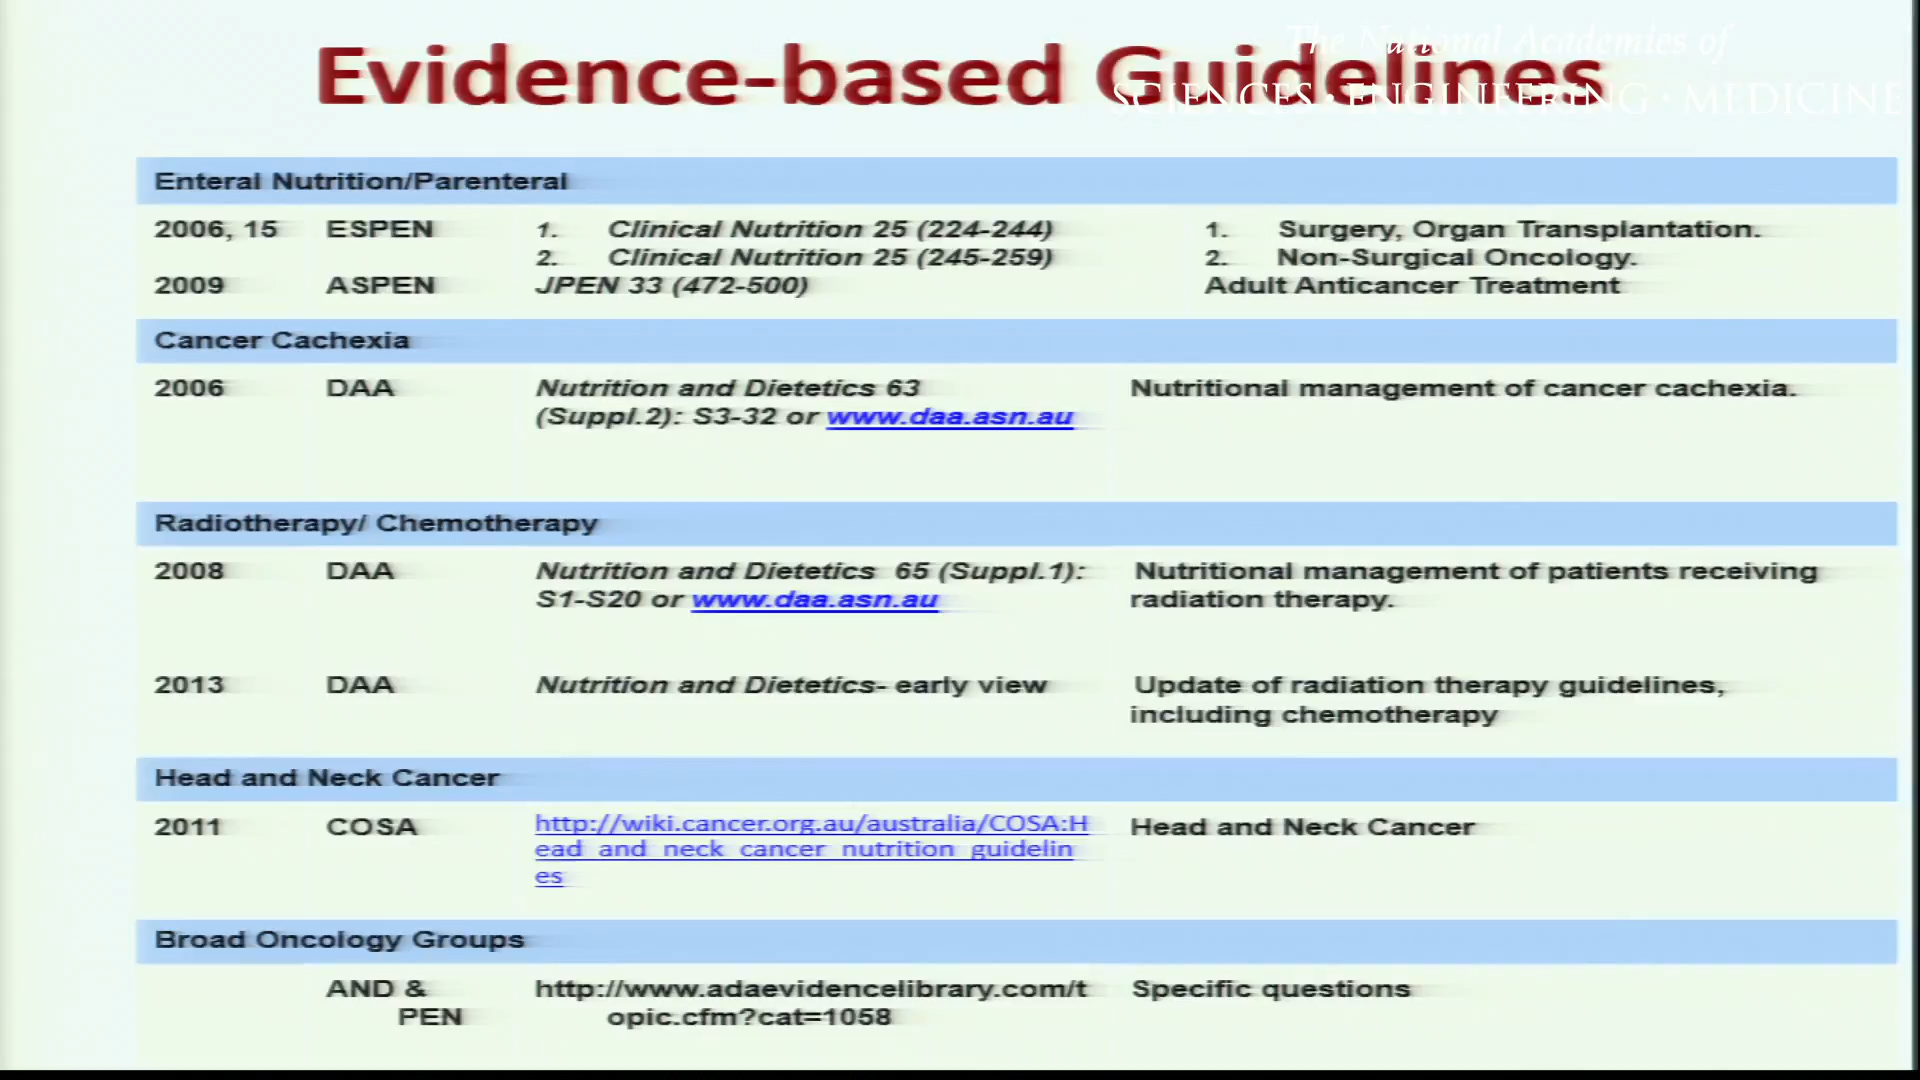 The National Academies of
SCIENCES · ENGINEERING · MEDICINE
Evidence-based Guidelines
Enteral Nutrition/Parenteral
2006, 15 ESPEN 1. Clinical Nutrition 25 (224-244) 1. Surgery, Organ Transplantation.
2. Clinical Nutrition 25 (245-259) 2. Non-Surgical Oncology.
2009 ASPEN JPEN 33 (472-500) Adult Anticancer Treatment
Cancer Cachexia
2006 DAA Nutrition and Dietetics 63 Nutritional management of cancer cachexia.
(Suppl.2): S3-32 or www.daa.asn.au
Radiotherapy/ Chemotherapy
2008 DAA Nutrition and Dietetics 65 (Suppl.1): Nutritional management of patients receiving
S1-S20 or www.daa.asn.au radiation therapy.
2013 DAA Nutrition and Dietetics- early view Update of radiation therapy guidelines,
including chemotherapy
Head and Neck Cancer
2011 COSA http://wiki.cancer.org.au/australia/COSA:H Head and Neck Cancer
ead_and_neck_cancer_nutrition_guidelin
es
Broad Oncology Groups
AND & http://www.adaevidencelibrary.com/t Specific questions
PEN opic.cfm?cat=1058